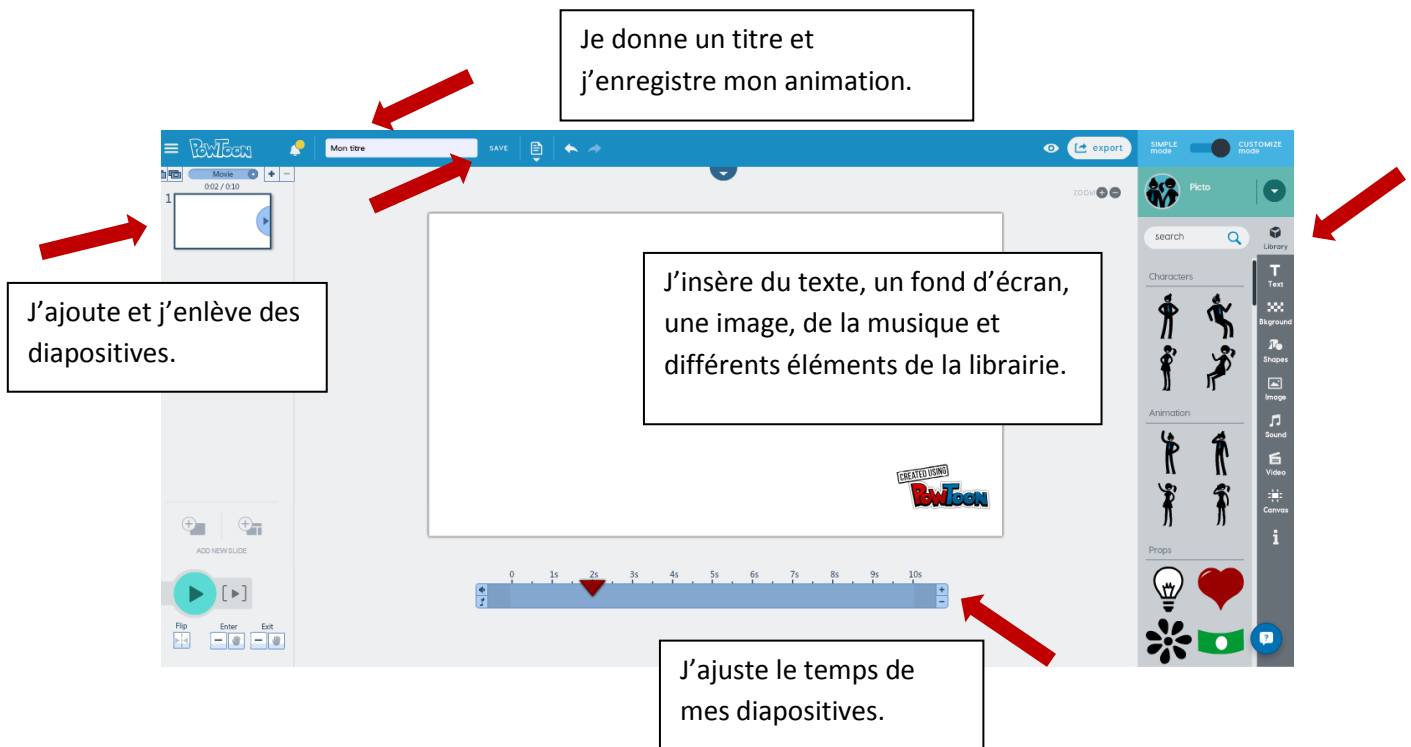 Je donne un titre et
j’enregistre mon animation.
POWTOON
Mon titre
SAVE
export
SIMPLE
mode
CUSTOMIZE
mode
Movie
0:02 / 0:10
1
ZOOM
Picto
search
Library
Text
Bkground
Shapes
Image
Sound
Video
Canvas
Characters
Animation
Props
J’ajoute et j’enlève des
diapositives.
J’insère du texte, un fond d’écran,
une image, de la musique et
différents éléments de la librairie.
CREATED USING
POWTOON
ADD NEW SLIDE
0 1s 2s 3s 4s 5s 6s 7s 8s 9s 10s
Flip
Enter
Exit
J’ajuste le temps de
mes diapositives.